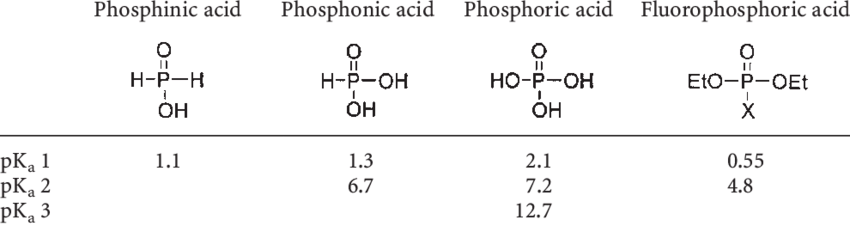 Phosphinic acid Phosphonic acid Phosphoric acid Fluorophosphoric acid
O O O O
H-P-H H-P-OH HO-P-OH EtO-P-OEt
OH OH OH X
pKa 1 1.1 1.3 2.1 0.55
pKa 2 6.7 7.2 4.8
pKa 3 12.7